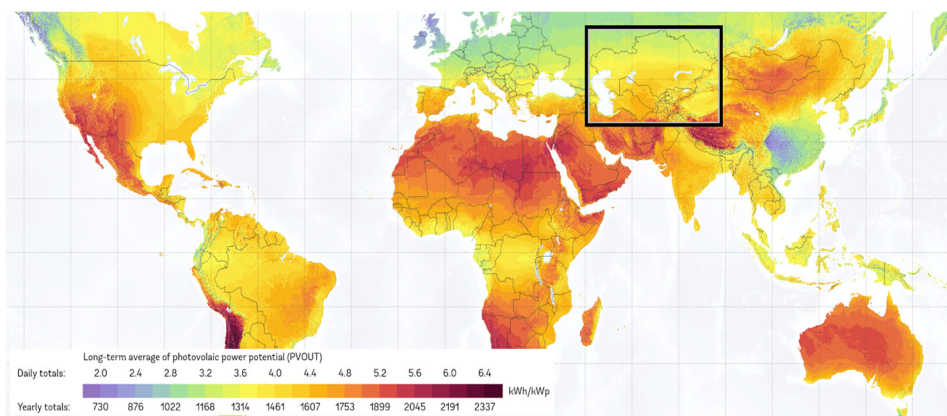 Long-term average of photovolaic power potential (PVOUT)
Daily totals: 2.0 2.4 2.8 3.2 3.6 4.0 4.4 4.8 5.2 5.6 6.0 6.4
kWh/kWp
Yearly totals: 730 876 1022 1168 1314 1461 1607 1753 1899 2045 2191 2337